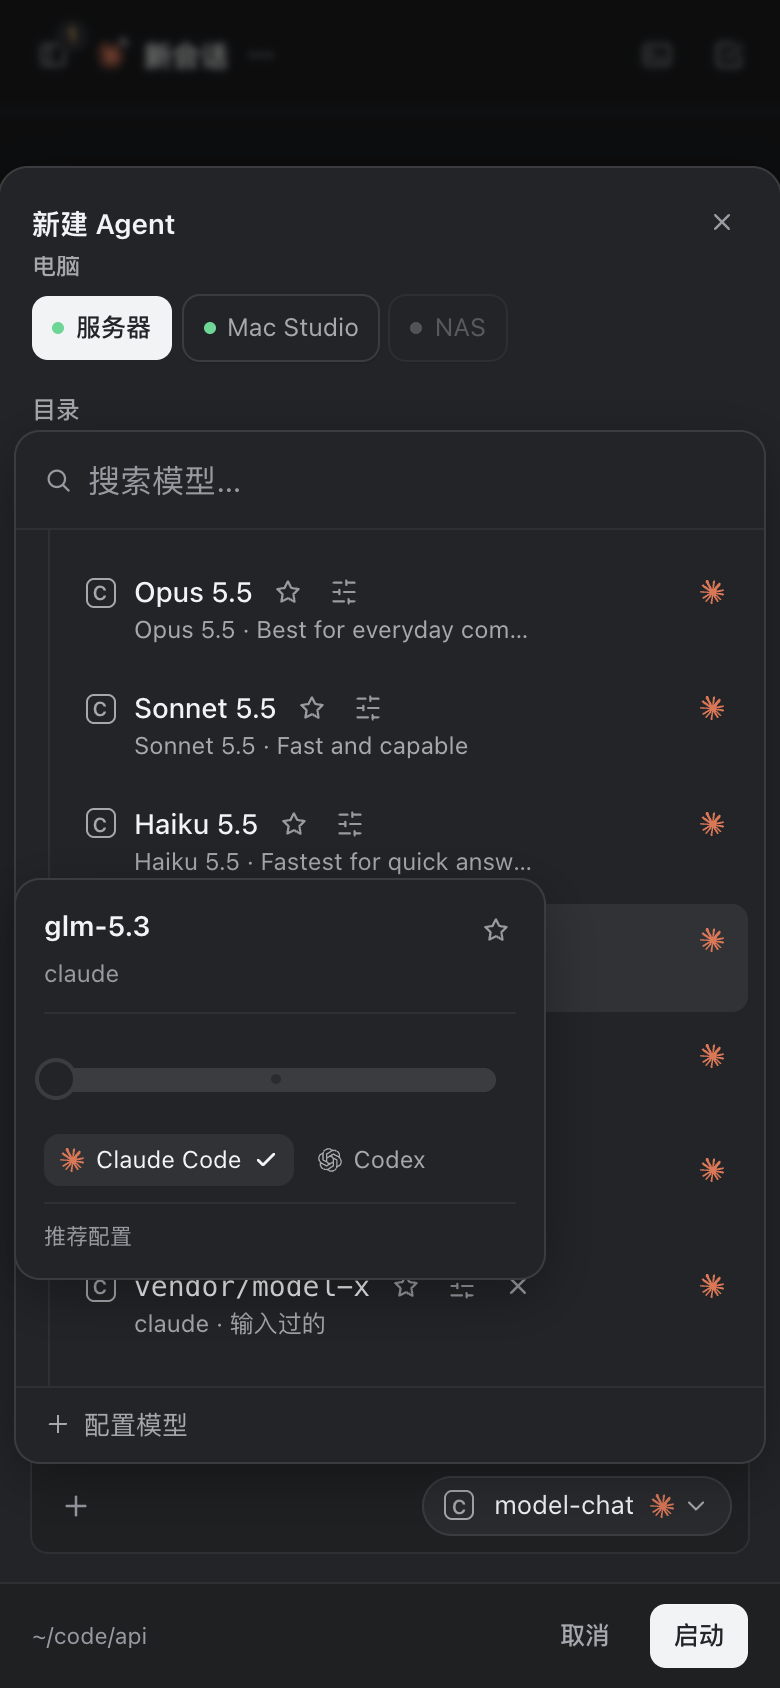 新会话
新建 Agent
电脑
服务器
Mac Studio
NAS
目录
搜索模型...
C Opus 5.5
Opus 5.5 · Best for everyday com...
C Sonnet 5.5
Sonnet 5.5 · Fast and capable
C Haiku 5.5
Haiku 5.5 · Fastest for quick answ...
glm-5.3
claude
Claude Code
Codex
推荐配置
C vendor/model-x
claude · 输入过的
配置模型
C model-chat
~/code/api
取消
启动